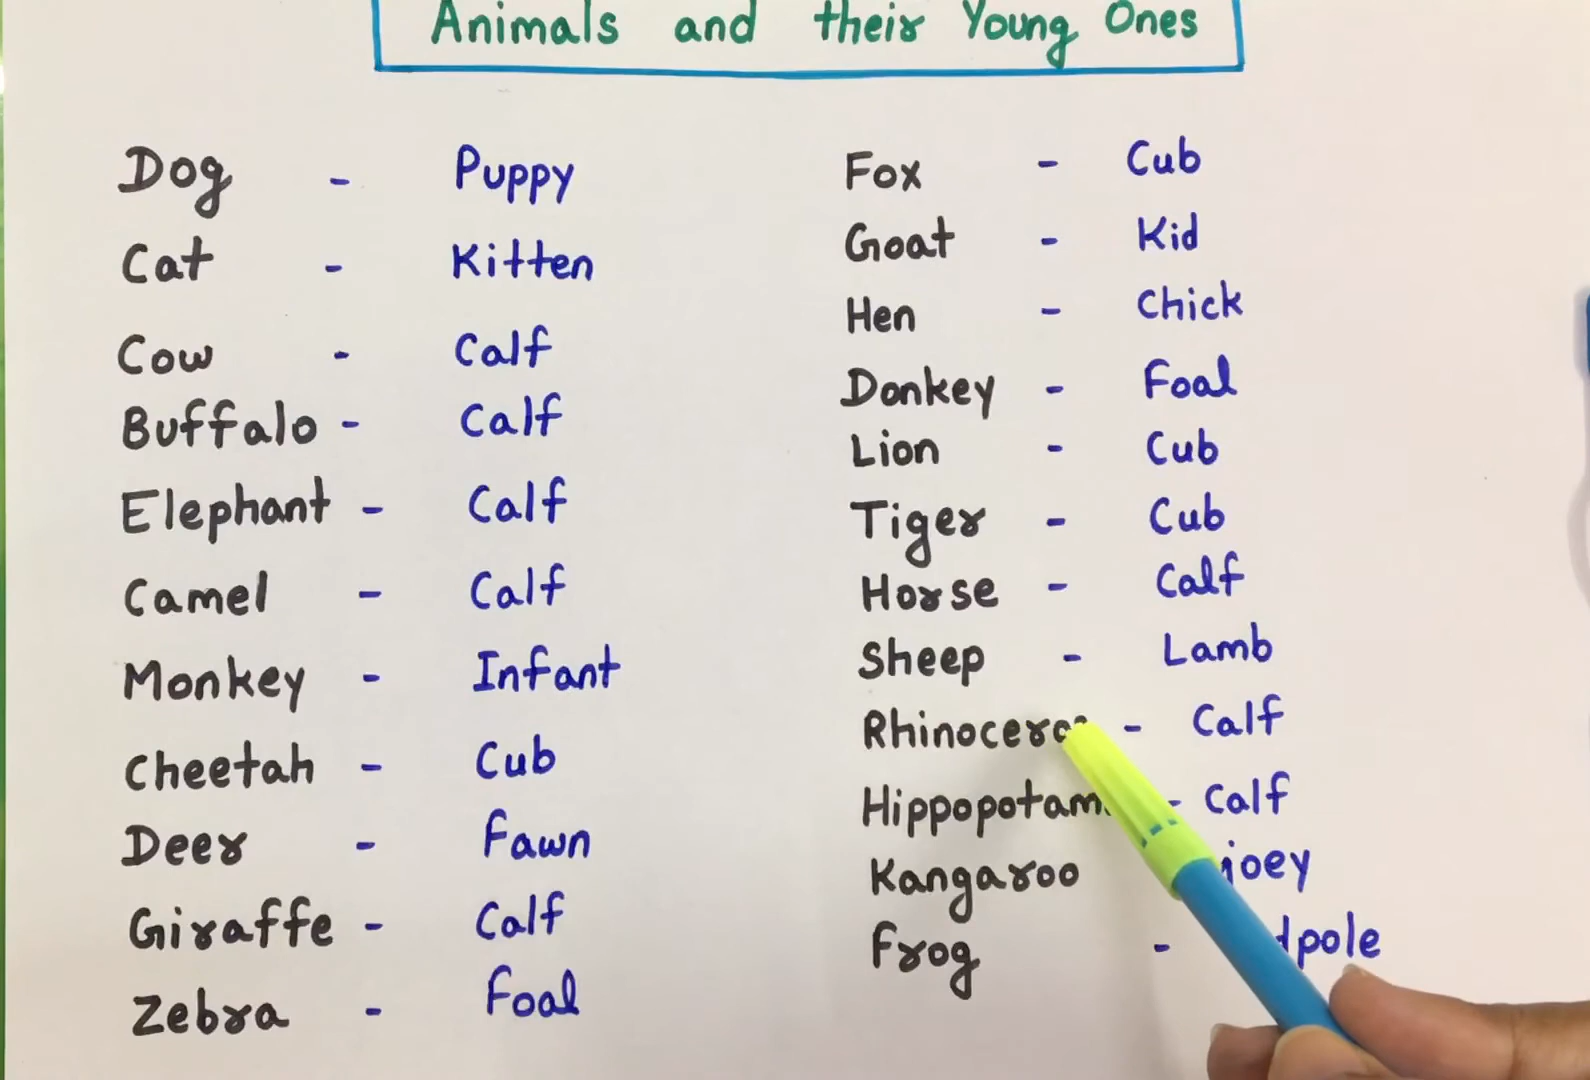 Animals and their Young Ones
Dog - Puppy
Cat - Kitten
Cow - Calf
Buffalo - Calf
Elephant - Calf
Camel - Calf
Monkey - Infant
Cheetah - Cub
Deer - Fawn
Giraffe - Calf
Zebra - Foal
Fox - Cub
Goat - Kid
Hen - Chick
Donkey - Foal
Lion - Cub
Tiger - Cub
Horse - Calf
Sheep - Lamb
Rhinoceros - Calf
- Calf
Kangaroo joey
Frog -